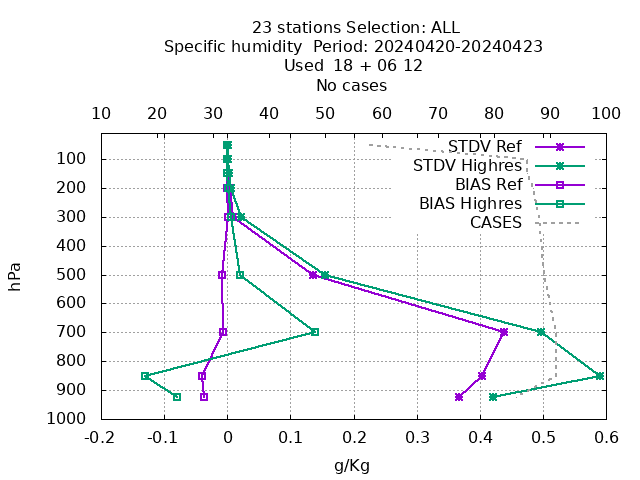 23 stations Selection: ALL
Specific humidity  Period: 20240420-20240423
Used 18 + 06 12
No cases
10 20 30 40 50 60 70 80 90 100
STDV Ref
STDV Highres
BIAS Ref
BIAS Highres
CASES
100
200
300
400
500
600
700
800
900
1000
hPa
-0.2 -0.1 0 0.1 0.2 0.3 0.4 0.5 0.6
g/Kg